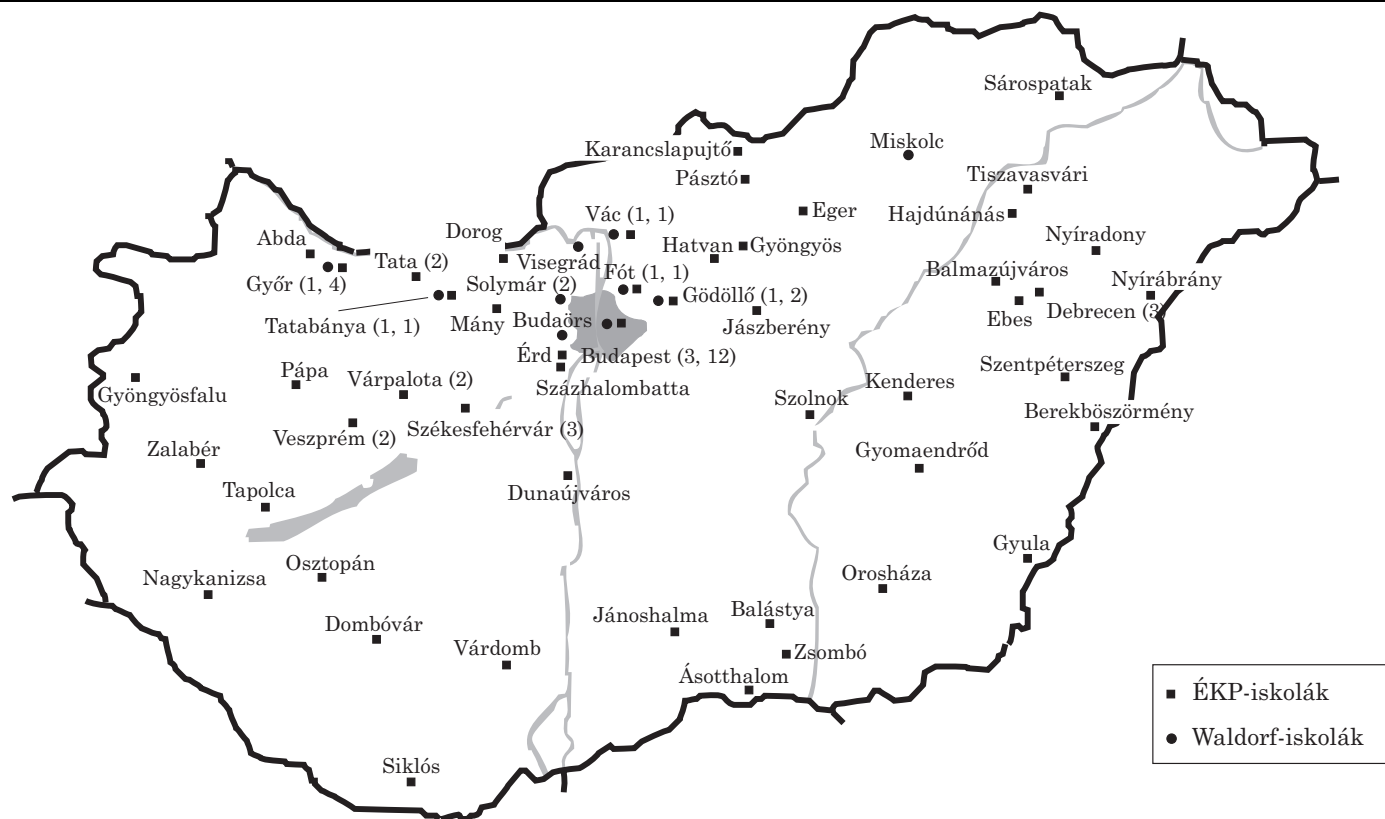 Sárospatak
Miskolc
Karancslapujtő
Pásztó
Tiszavasvári
Eger
Hajdúnánás
Vác (1, 1)
Abda
Dorog
Hatvan
Gyöngyös
Nyíradony
Tata (2)
Visegrád
Fót (1, 1)
Balmazújváros
Nyírábrány
Győr (1, 4)
Solymár (2)
Gödöllő (1, 2)
Debrecen (3)
Ebes
Tatabánya (1, 1)
Mány
Budaörs
Jászberény
Érd
Budapest (3, 12)
Szentpéterszeg
Pápa
Várpalota (2)
Százhalombatta
Kenderes
Gyöngyösfalu
Szolnok
Berekböszörmény
Veszprém (2)
Székesfehérvár (3)
Zalabér
Gyomaendrőd
Tapolca
Dunaújváros
Gyula
Osztopán
Nagykanizsa
Orosháza
Jánoshalma
Balástya
Dombóvár
Várdomb
Zsombó
Ásotthalom
Siklós
ÉKP-iskolák
Waldorf-iskolák